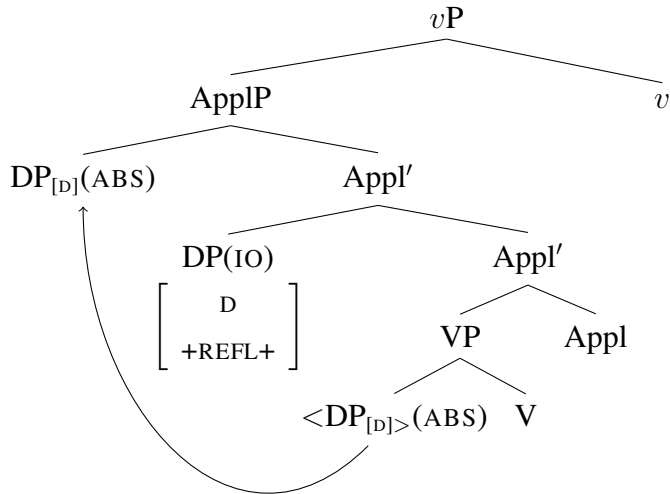 vP
ApplP v
DP[D](ABS) Appl′
DP(IO) Appl′
D
+REFL+
VP Appl
<DP[D]>(ABS) V